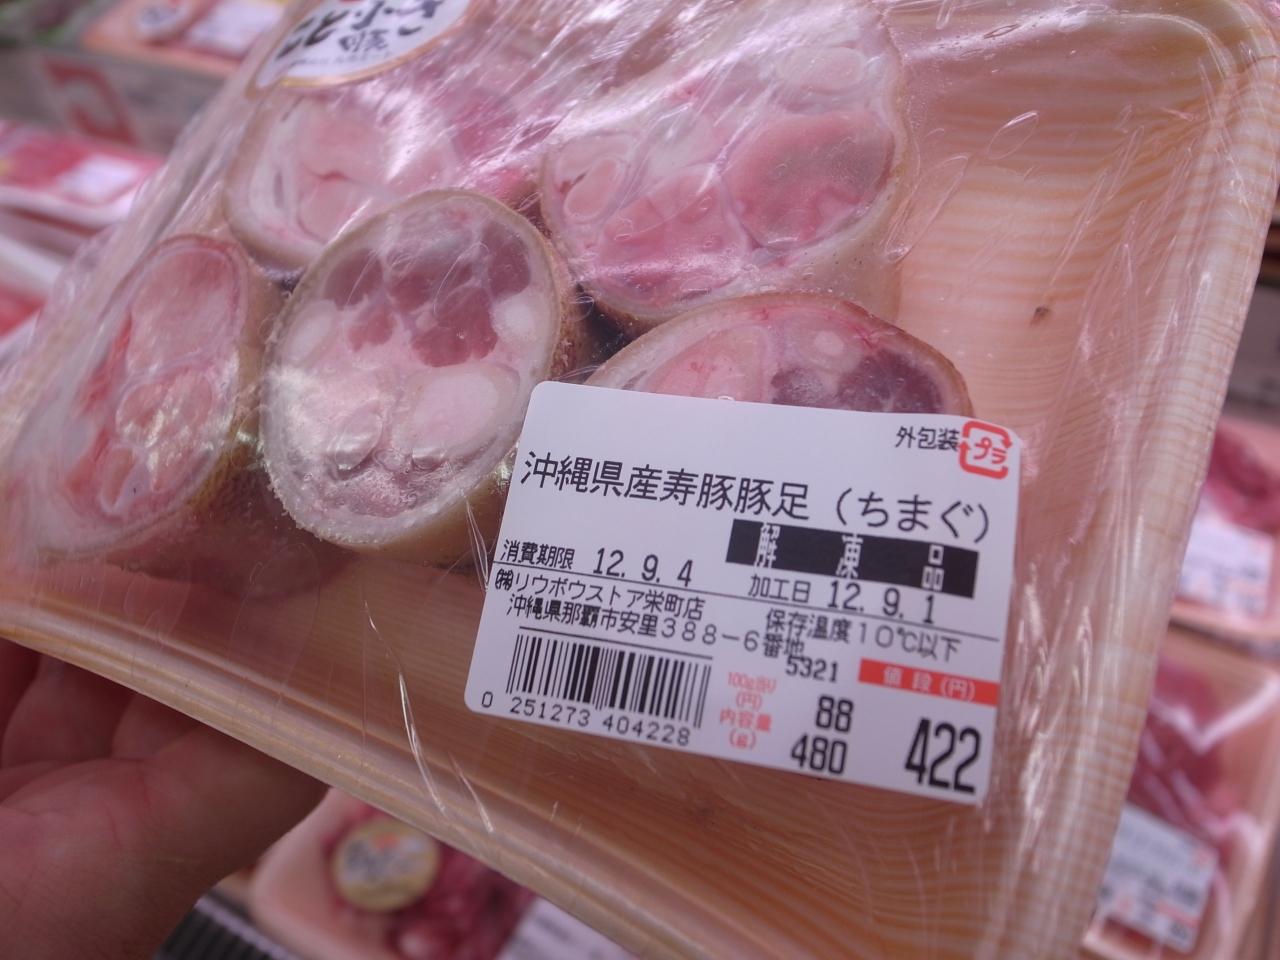 外包装 プラ
沖縄県産寿豚豚足（ちまぐ）
解凍品
消費期限 12.9.4 加工日 12.9.1
㈱リウボウストア栄町店 保存温度10℃以下
沖縄県那覇市安里388－6番地
5321
値段(円)
100g当り(円) 88
内容量(g) 480
422
0 251273 404228